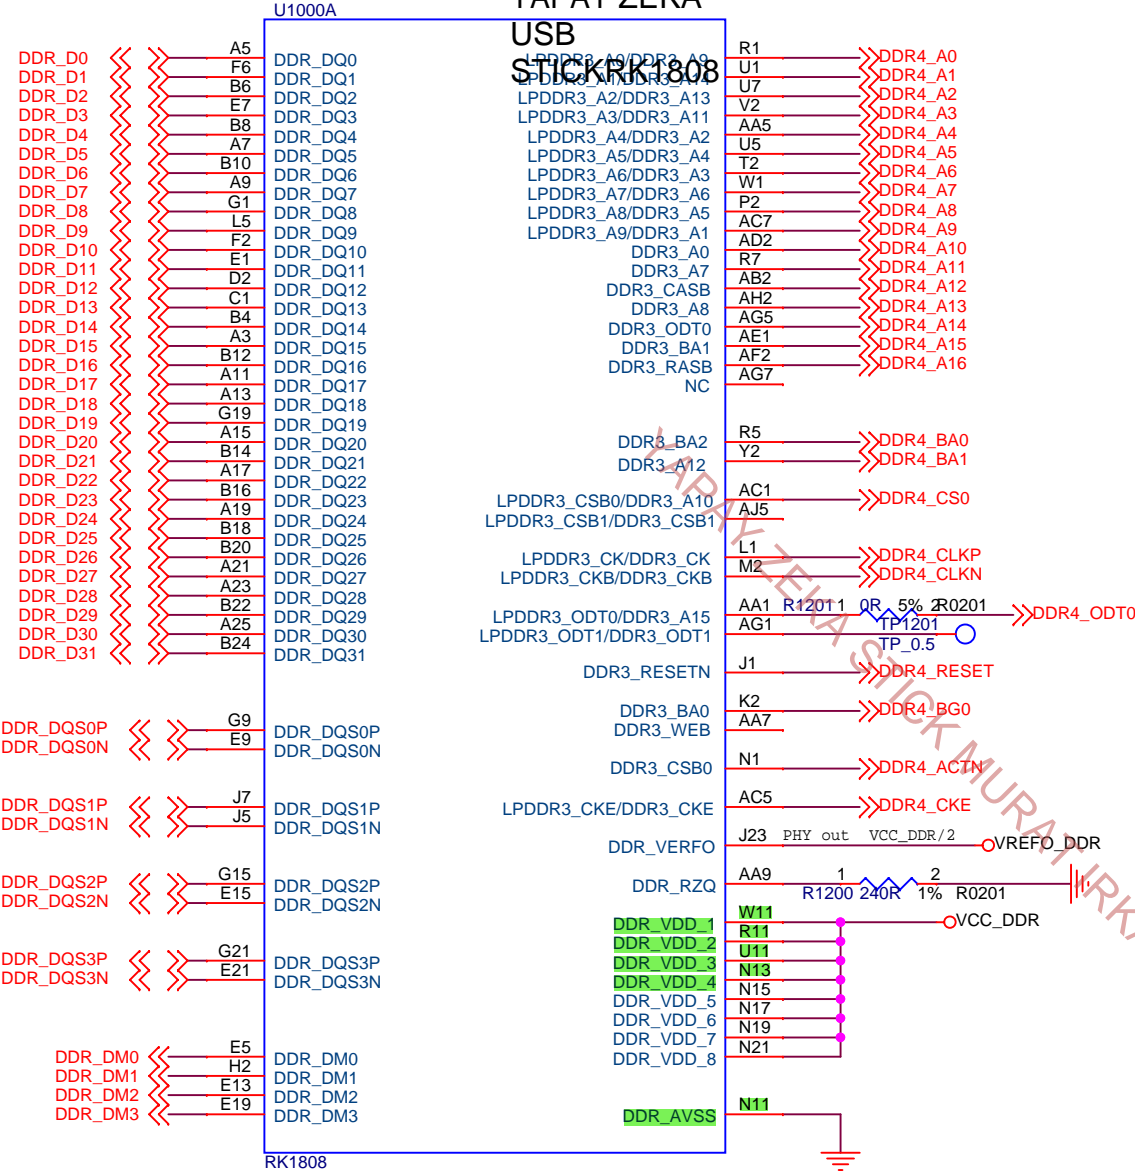 U1000A
YAPAY ZEKA
USB
STICKRK1808
DDR_D0 A5 DDR_DQ0 LPDDR3_A0/DDR3_A9 R1 DDR4_A0
DDR_D1 F6 DDR_DQ1 U1 DDR4_A1
DDR_D2 B6 DDR_DQ2 LPDDR3_A2/DDR3_A13 U7 DDR4_A2
DDR_D3 E7 DDR_DQ3 LPDDR3_A3/DDR3_A11 V2 DDR4_A3
DDR_D4 B8 DDR_DQ4 LPDDR3_A4/DDR3_A2 AA5 DDR4_A4
DDR_D5 A7 DDR_DQ5 LPDDR3_A5/DDR3_A4 U5 DDR4_A5
DDR_D6 B10 DDR_DQ6 LPDDR3_A6/DDR3_A3 T2 DDR4_A6
DDR_D7 A9 DDR_DQ7 LPDDR3_A7/DDR3_A6 W1 DDR4_A7
DDR_D8 G1 DDR_DQ8 LPDDR3_A8/DDR3_A5 P2 DDR4_A8
DDR_D9 L5 DDR_DQ9 LPDDR3_A9/DDR3_A1 AC7 DDR4_A9
DDR_D10 F2 DDR_DQ10 DDR3_A0 AD2 DDR4_A10
DDR_D11 E1 DDR_DQ11 DDR3_A7 R7 DDR4_A11
DDR_D12 D2 DDR_DQ12 DDR3_CASB AB2 DDR4_A12
DDR_D13 C1 DDR_DQ13 DDR3_A8 AH2 DDR4_A13
DDR_D14 B4 DDR_DQ14 DDR3_ODT0 AG5 DDR4_A14
DDR_D15 A3 DDR_DQ15 DDR3_BA1 AE1 DDR4_A15
DDR_D16 B12 DDR_DQ16 DDR3_RASB AF2 DDR4_A16
DDR_D17 A11 DDR_DQ17 NC AG7
DDR_D18 A13 DDR_DQ18
DDR_D19 G19 DDR_DQ19
DDR_D20 A15 DDR_DQ20 DDR3_BA2 R5 DDR4_BA0
DDR_D21 B14 DDR_DQ21 DDR3_A12 Y2 DDR4_BA1
DDR_D22 A17 DDR_DQ22
DDR_D23 B16 DDR_DQ23 LPDDR3_CSB0/DDR3_A10 AC1 DDR4_CS0
DDR_D24 A19 DDR_DQ24 LPDDR3_CSB1/DDR3_CSB1 AJ5
DDR_D25 B18 DDR_DQ25
DDR_D26 B20 DDR_DQ26 LPDDR3_CK/DDR3_CK L1 DDR4_CLKP
DDR_D27 A21 DDR_DQ27 LPDDR3_CKB/DDR3_CKB M2 DDR4_CLKN
DDR_D28 A23 DDR_DQ28
DDR_D29 B22 DDR_DQ29 LPDDR3_ODT0/DDR3_A15 AA1 R1201 1 0R 5% 2 R0201 DDR4_ODT0
DDR_D30 A25 DDR_DQ30 LPDDR3_ODT1/DDR3_ODT1 AG1 TP1201
DDR_D31 B24 DDR_DQ31 TP_0.5
DDR3_RESETN J1 DDR4_RESET
DDR_DQS0P G9 DDR_DQS0P DDR3_BA0 K2 DDR4_BG0
DDR_DQS0N E9 DDR_DQS0N DDR3_WEB AA7
DDR3_CSB0 N1 DDR4_ACTN
DDR_DQS1P J7 DDR_DQS1P LPDDR3_CKE/DDR3_CKE AC5 DDR4_CKE
DDR_DQS1N J5 DDR_DQS1N
DDR_VERFO J23 PHY out VCC_DDR/2 VREFO_DDR
DDR_DQS2P G15 DDR_DQS2P DDR_RZQ AA9 1 2
DDR_DQS2N E15 DDR_DQS2N R1200 240R 1% R0201
DDR_VDD_1 W11 VCC_DDR
DDR_VDD_2 R11
DDR_DQS3P G21 DDR_DQS3P DDR_VDD_3 U11
DDR_DQS3N E21 DDR_DQS3N DDR_VDD_4 N13
DDR_VDD_5 N15
DDR_VDD_6 N17
DDR_VDD_7 N19
DDR_DM0 E5 DDR_DM0 DDR_VDD_8 N21
DDR_DM1 H2 DDR_DM1
DDR_DM2 E13 DDR_DM2
DDR_DM3 E19 DDR_DM3 DDR_AVSS N11
RK1808
YAPAY ZEKA STICK MURAT